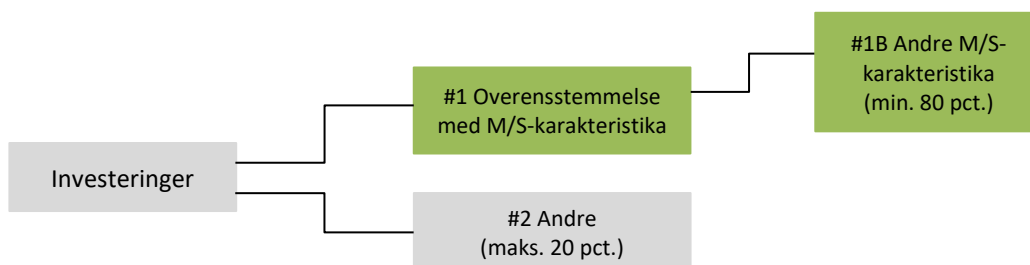 Investeringer
#1 Overensstemmelse
med M/S-karakteristika
#2 Andre
(maks. 20 pct.)
#1B Andre M/S-
karakteristika
(min. 80 pct.)